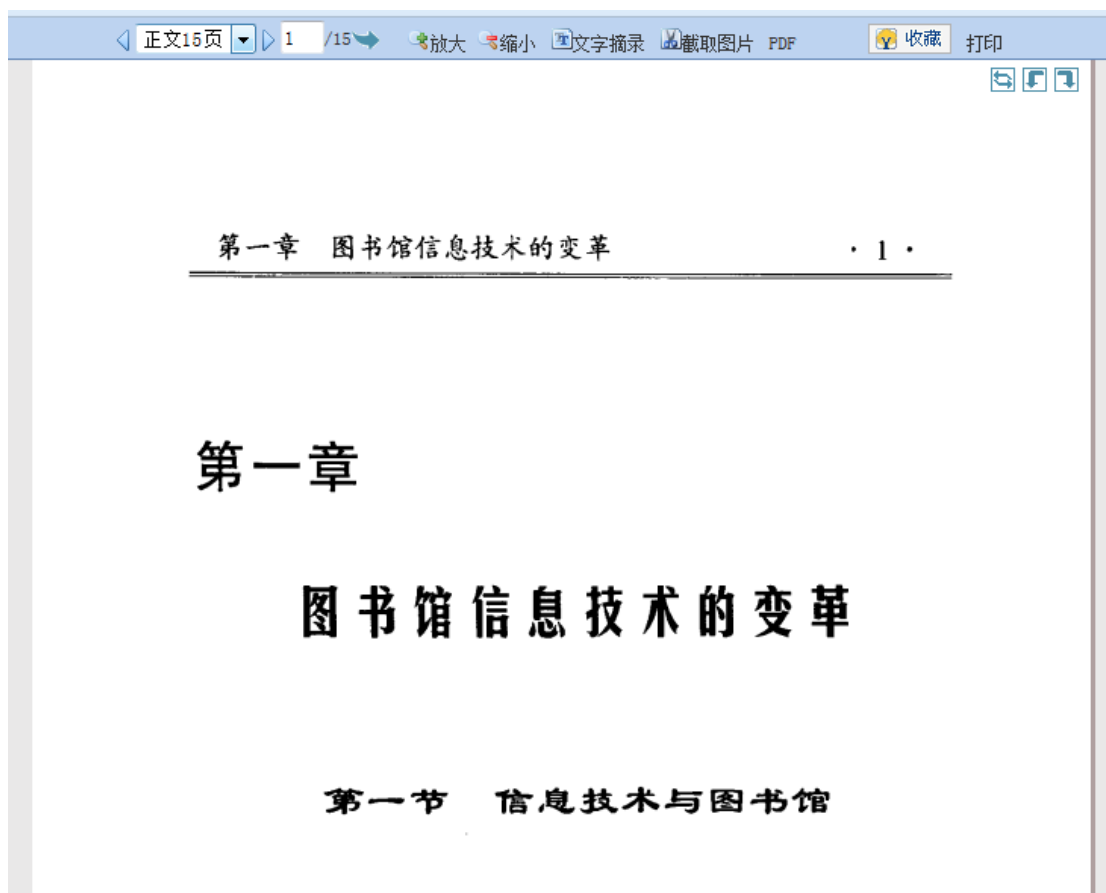 正文15页 1 /15 放大 缩小 文字摘录 截取图片 PDF 收藏 打印
第一章 图书馆信息技术的变革 · 1 ·
第一章
图书馆信息技术的变革
第一节 信息技术与图书馆